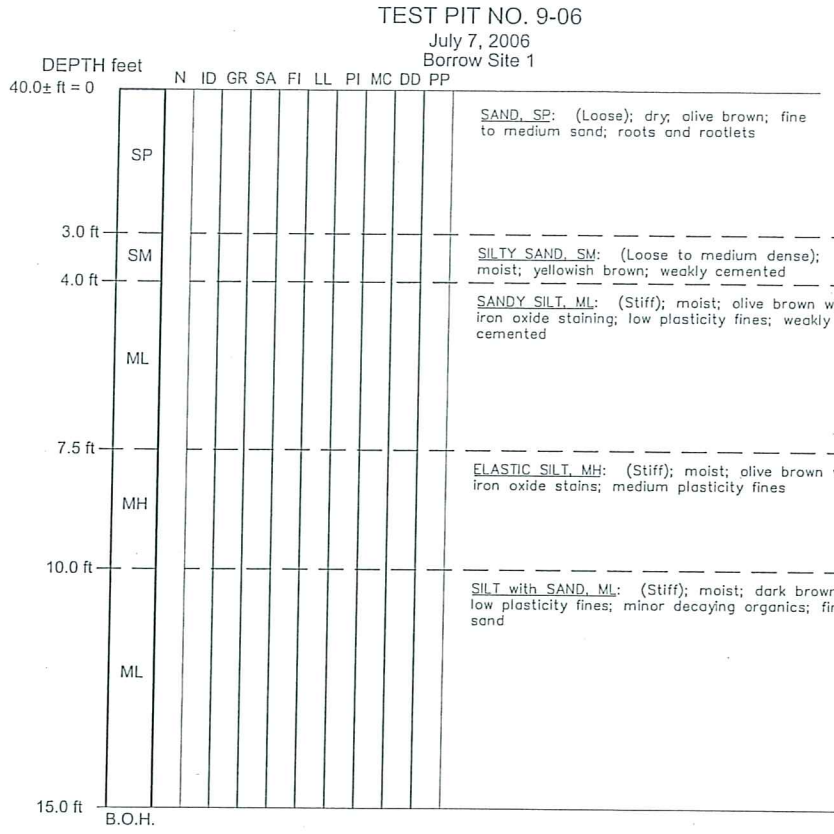 TEST PIT NO. 9-06
July 7, 2006
Borrow Site 1
DEPTH feet
N ID GR SA FI LL PI MC DD PP
40.0± ft = 0
SAND, SP: (Loose); dry; olive brown; fine
to medium sand; roots and rootlets
SP
3.0 ft
SM
SILTY SAND, SM: (Loose to medium dense);
moist; yellowish brown; weakly cemented
4.0 ft
SANDY SILT, ML: (Stiff); moist; olive brown
iron oxide staining; low plasticity fines; weakly
cemented
ML
7.5 ft
ELASTIC SILT, MH: (Stiff); moist; olive brown
iron oxide stains; medium plasticity fines
MH
10.0 ft
SILT with SAND, ML: (Stiff); moist; dark brown
low plasticity fines; minor decaying organics;
sand
ML
15.0 ft
B.O.H.